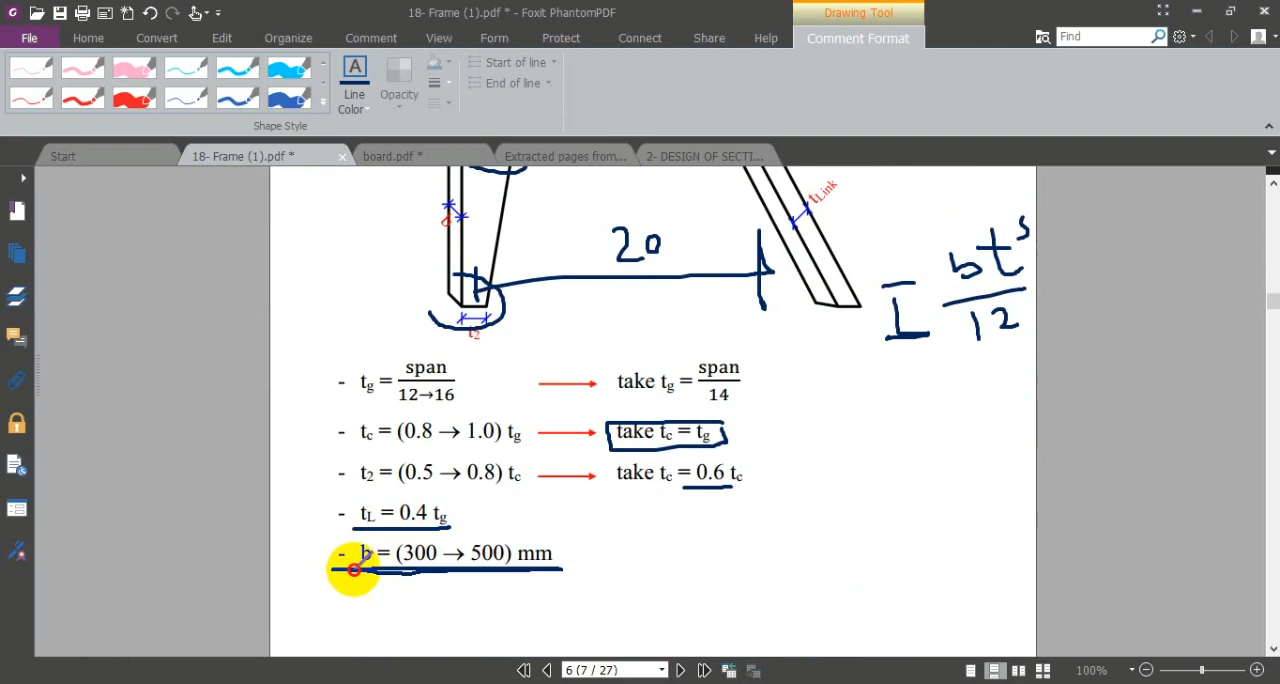 18- Frame (1).pdf * - Foxit PhantomPDF
Drawing Tool
File Home Convert Edit Organize Comment View Form Protect Connect Share Help Comment Format Find
Line Color
Opacity
Start of line
End of line
Shape Style
Start 18- Frame (1).pdf * board.pdf * Extracted pages from... 2- DESIGN OF SECTI...
tLink
20
I bt³/12
t2
- tg = span/12→16 take tg = span/14
- tc = (0.8 → 1.0) tg take tc = tg
- t2 = (0.5 → 0.8) tc take tc = 0.6 tc
- tL = 0.4 tg
- b = (300 → 500) mm
6 (7 / 27) 100%